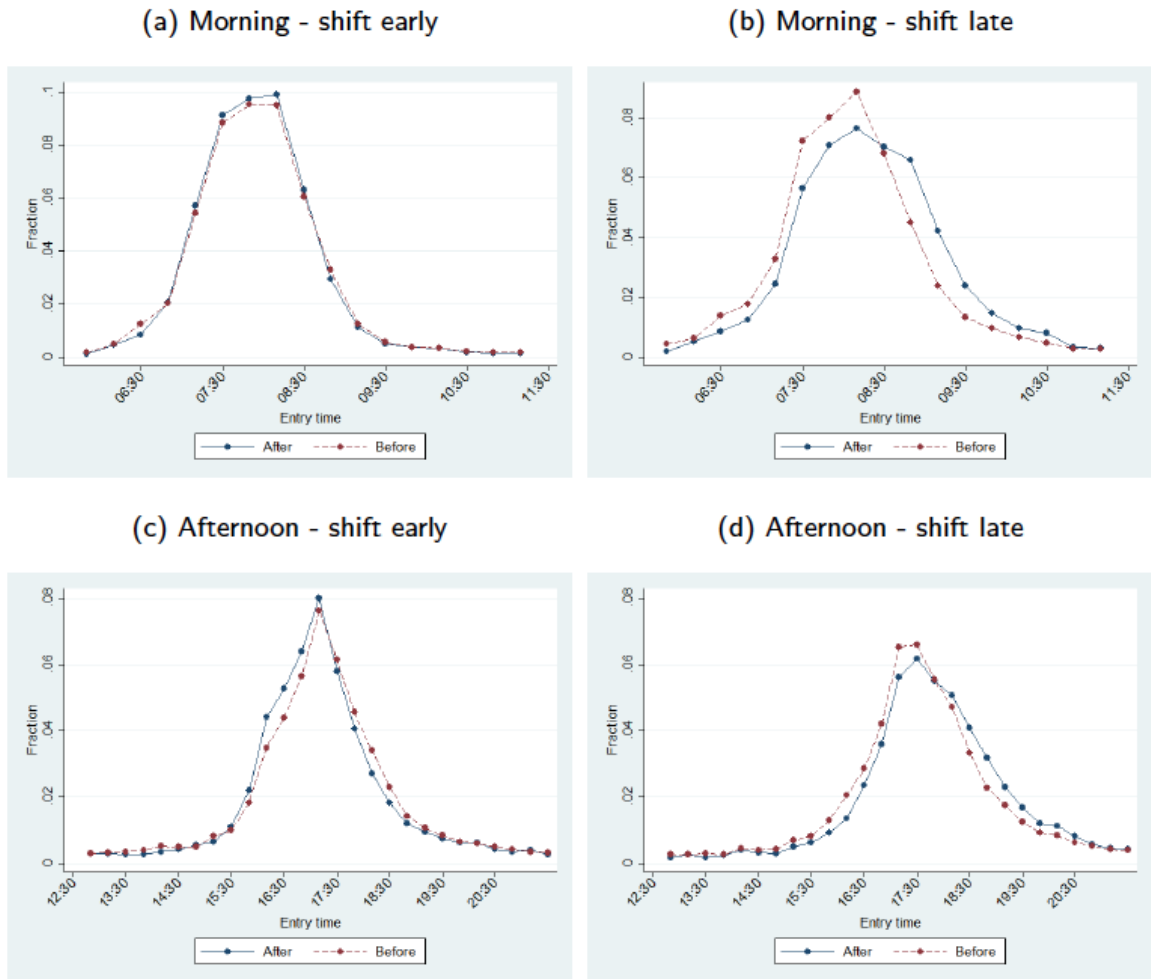 (a) Morning - shift early
.1
.08
.06
.04
.02
0
Fraction
06:30 07:30 08:30 09:30 10:30 11:30
Entry time
After Before
(b) Morning - shift late
.08
.06
.04
.02
0
Fraction
06:30 07:30 08:30 09:30 10:30 11:30
Entry time
After Before
(c) Afternoon - shift early
.08
.06
.04
.02
0
Fraction
12:30 13:30 14:30 15:30 16:30 17:30 18:30 19:30 20:30
Entry time
After Before
(d) Afternoon - shift late
.08
.06
.04
.02
0
Fraction
12:30 13:30 14:30 15:30 16:30 17:30 18:30 19:30 20:30
Entry time
After Before